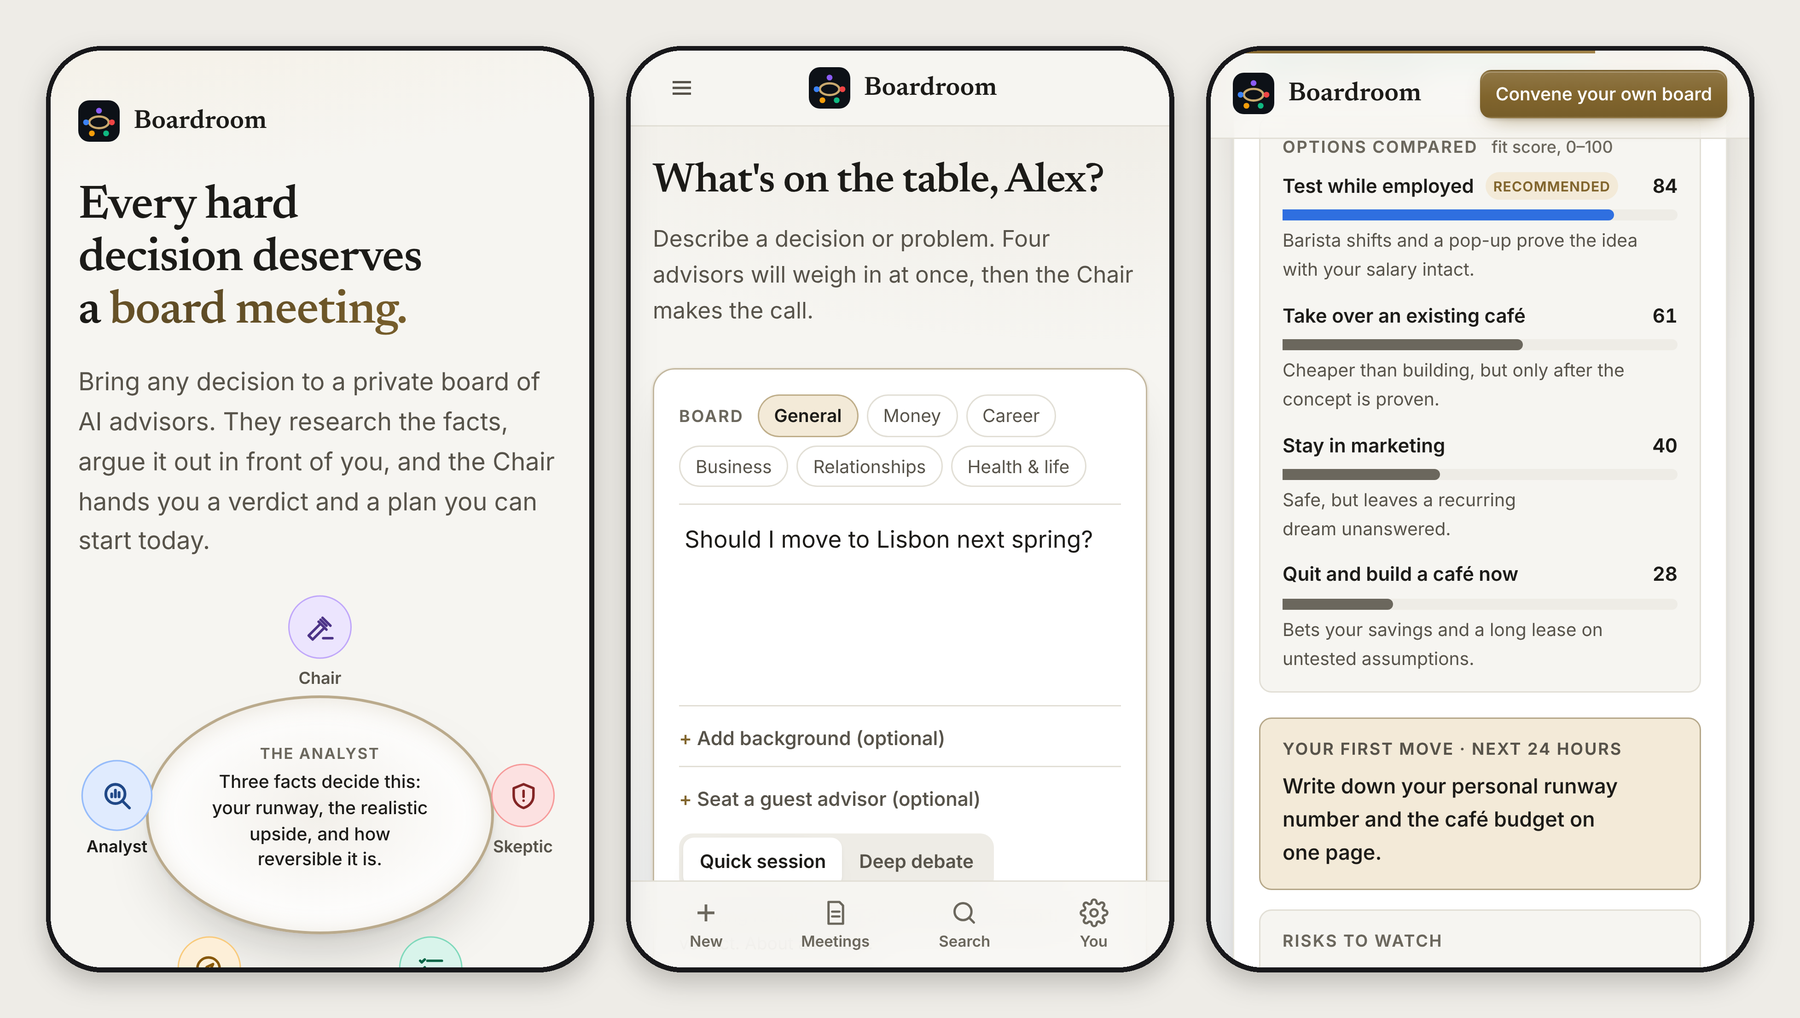 Boardroom
Every hard
decision deserves
a board meeting.
Bring any decision to a private board of
AI advisors. They research the facts,
argue it out in front of you, and the Chair
hands you a verdict and a plan you can
start today.
Chair
THE ANALYST
Three facts decide this:
your runway, the realistic
upside, and how
reversible it is.
Analyst
Skeptic
Boardroom
What's on the table, Alex?
Describe a decision or problem. Four
advisors will weigh in at once, then the Chair
makes the call.
BOARD General Money Career
Business Relationships Health & life
Should I move to Lisbon next spring?
+ Add background (optional)
+ Seat a guest advisor (optional)
Quick session Deep debate
New Meetings Search You
Boardroom Convene your own board
OPTIONS COMPARED fit score, 0–100
Test while employed RECOMMENDED 84
Barista shifts and a pop-up prove the idea
with your salary intact.
Take over an existing café 61
Cheaper than building, but only after the
concept is proven.
Stay in marketing 40
Safe, but leaves a recurring
dream unanswered.
Quit and build a café now 28
Bets your savings and a long lease on
untested assumptions.
YOUR FIRST MOVE · NEXT 24 HOURS
Write down your personal runway
number and the café budget on
one page.
RISKS TO WATCH